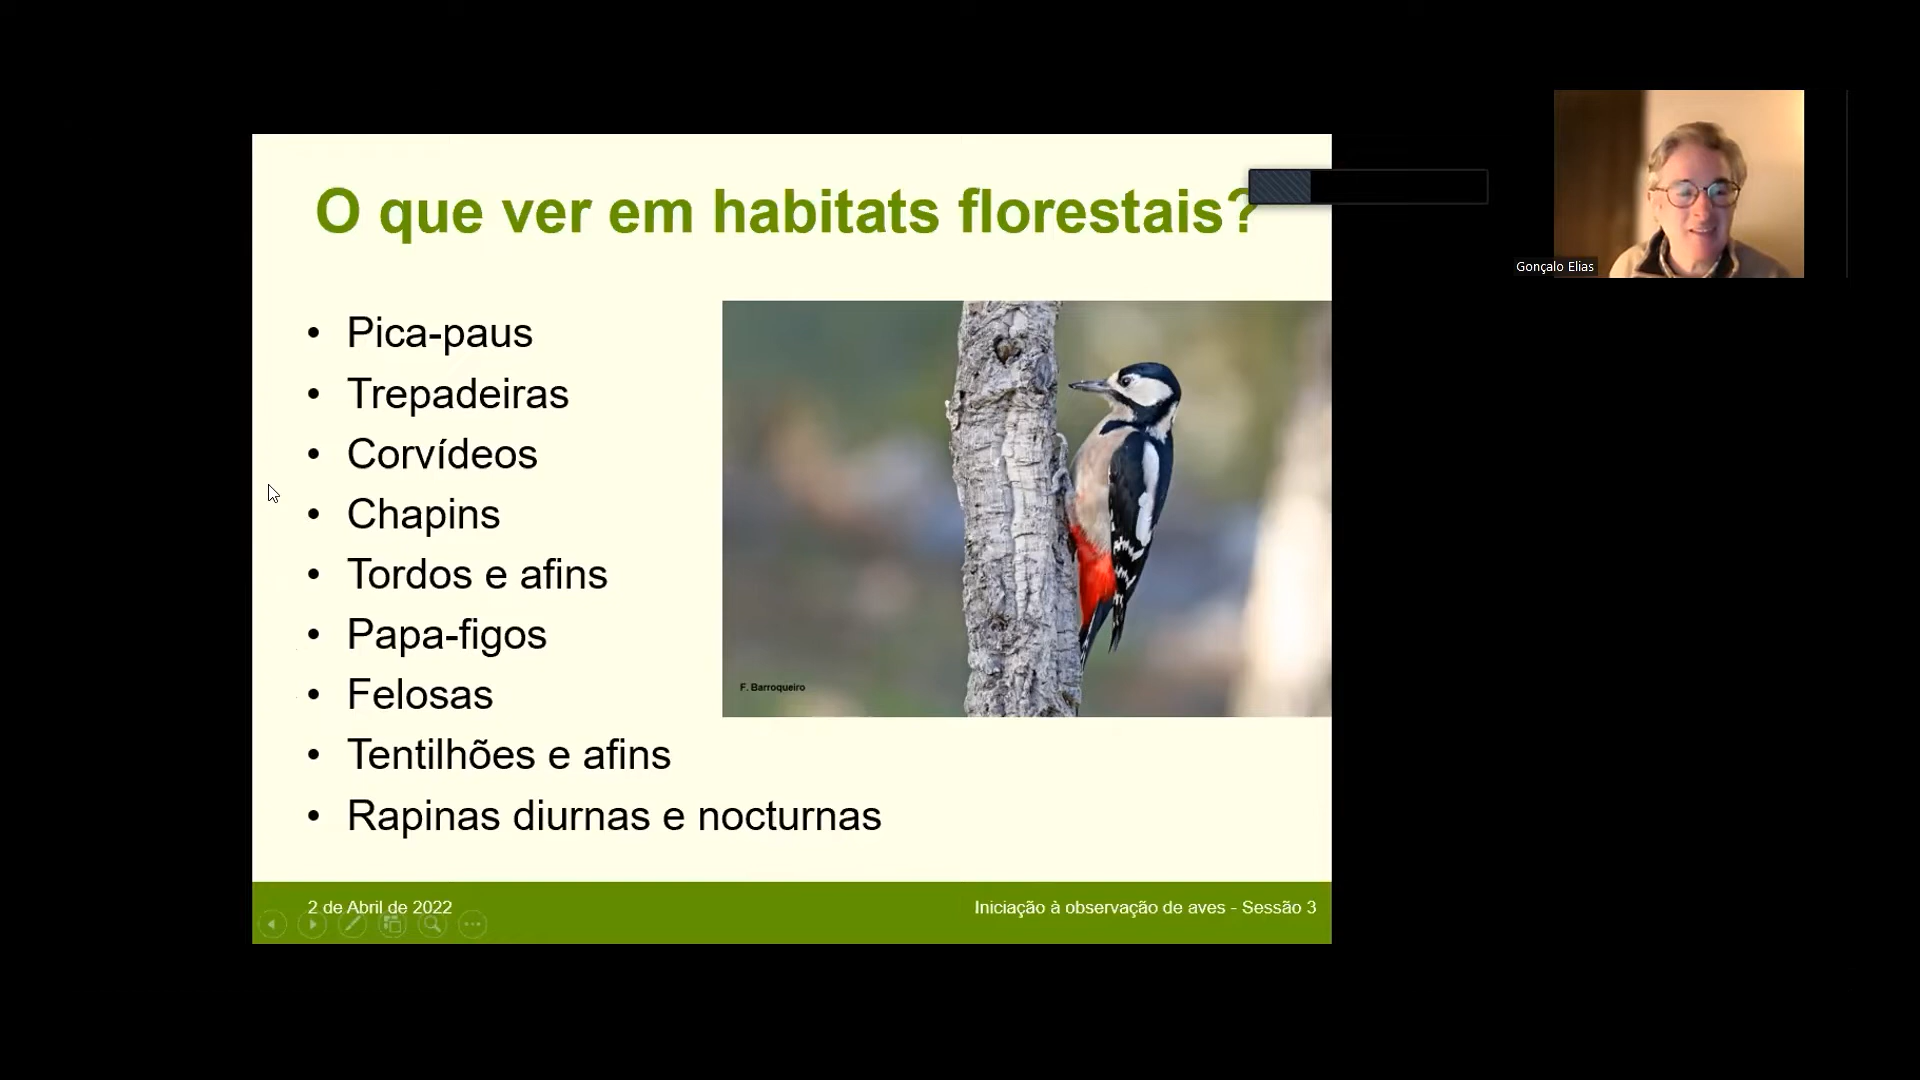 O que ver em habitats florestais?
Gonçalo Elias
• Pica-paus
• Trepadeiras
• Corvídeos
• Chapins
• Tordos e afins
• Papa-figos
• Felosas
• Tentilhões e afins
• Rapinas diurnas e nocturnas
F. Barroqueiro
2 de Abril de 2022
Iniciação à observação de aves - Sessão 3